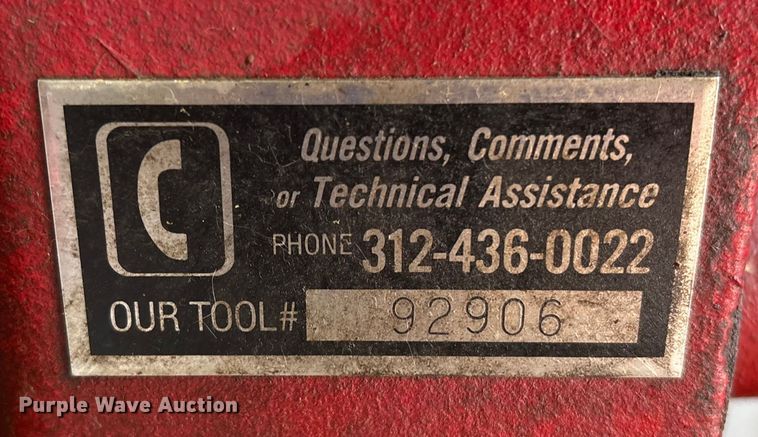 Questions, Comments,
or Technical Assistance
PHONE 312-436-0022
OUR TOOL# 92906
Purple Wave Auction